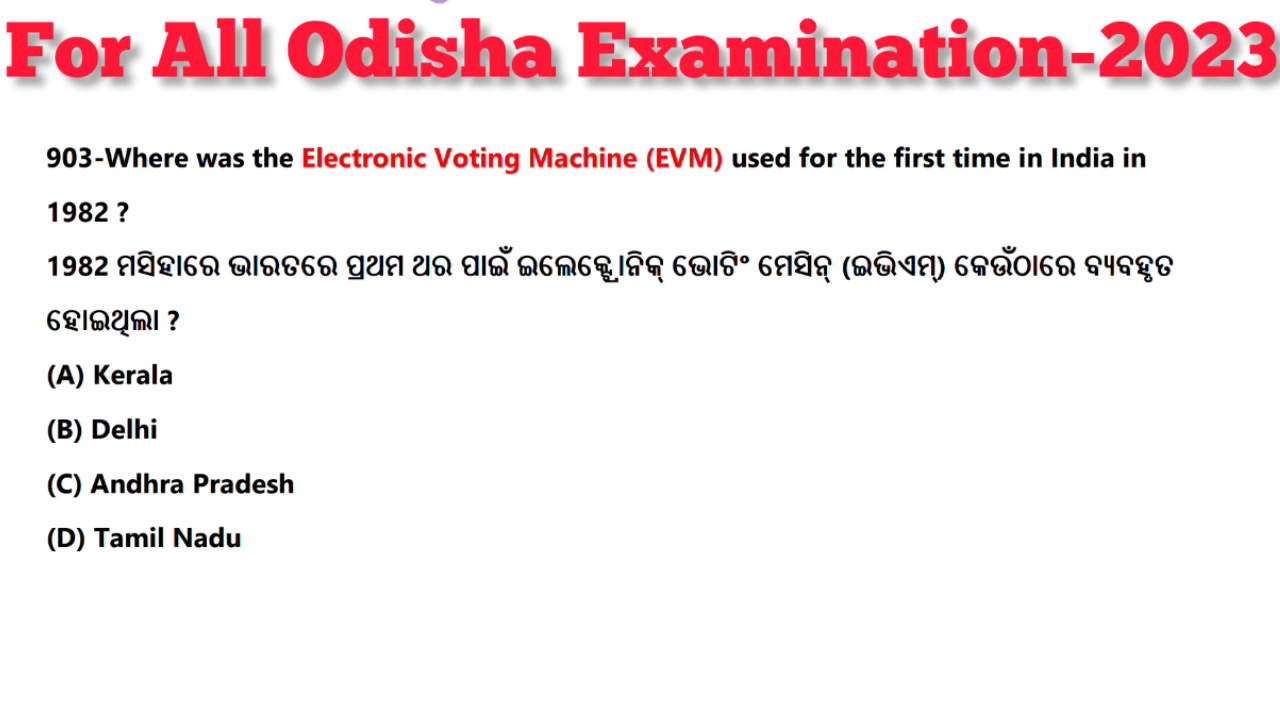 For All Odisha Examination-2023
903-Where was the Electronic Voting Machine (EVM) used for the first time in India in
1982 ?
1982 ମସିହାରେ ଭାରତରେ ପ୍ରଥମ ଥର ପାଇଁ ଇଲେକ୍ଟ୍ରୋନିକ୍ ଭୋଟିଂ ମେସିନ୍ (ଇଭିଏମ୍) କେଉଁଠାରେ ବ୍ୟବହୃତ
ହୋଇଥିଲା ?
(A) Kerala
(B) Delhi
(C) Andhra Pradesh
(D) Tamil Nadu